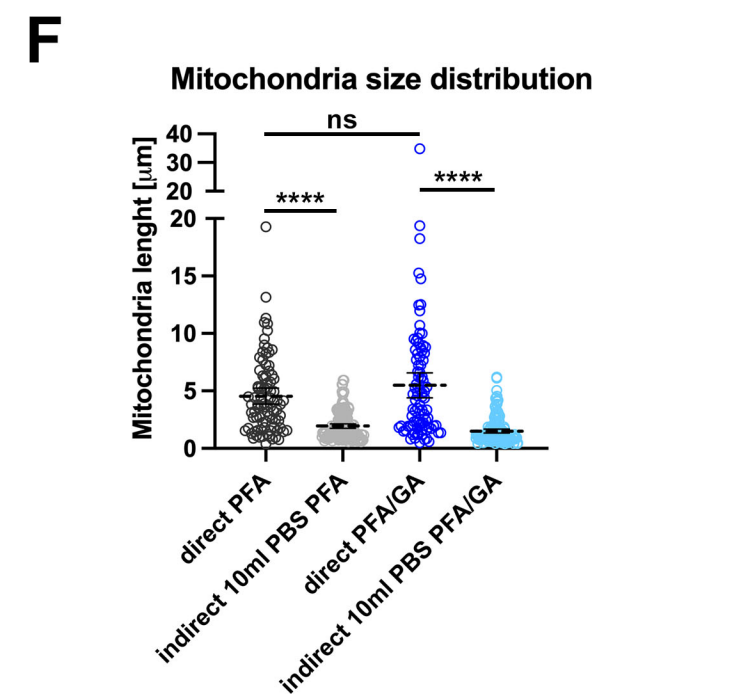 F
Mitochondria size distribution
Mitochondria lenght [μm]
40
30
20
20
15
10
5
0
ns
****
****
direct PFA
indirect 10ml PBS PFA
direct PFA/GA
indirect 10ml PBS PFA/GA